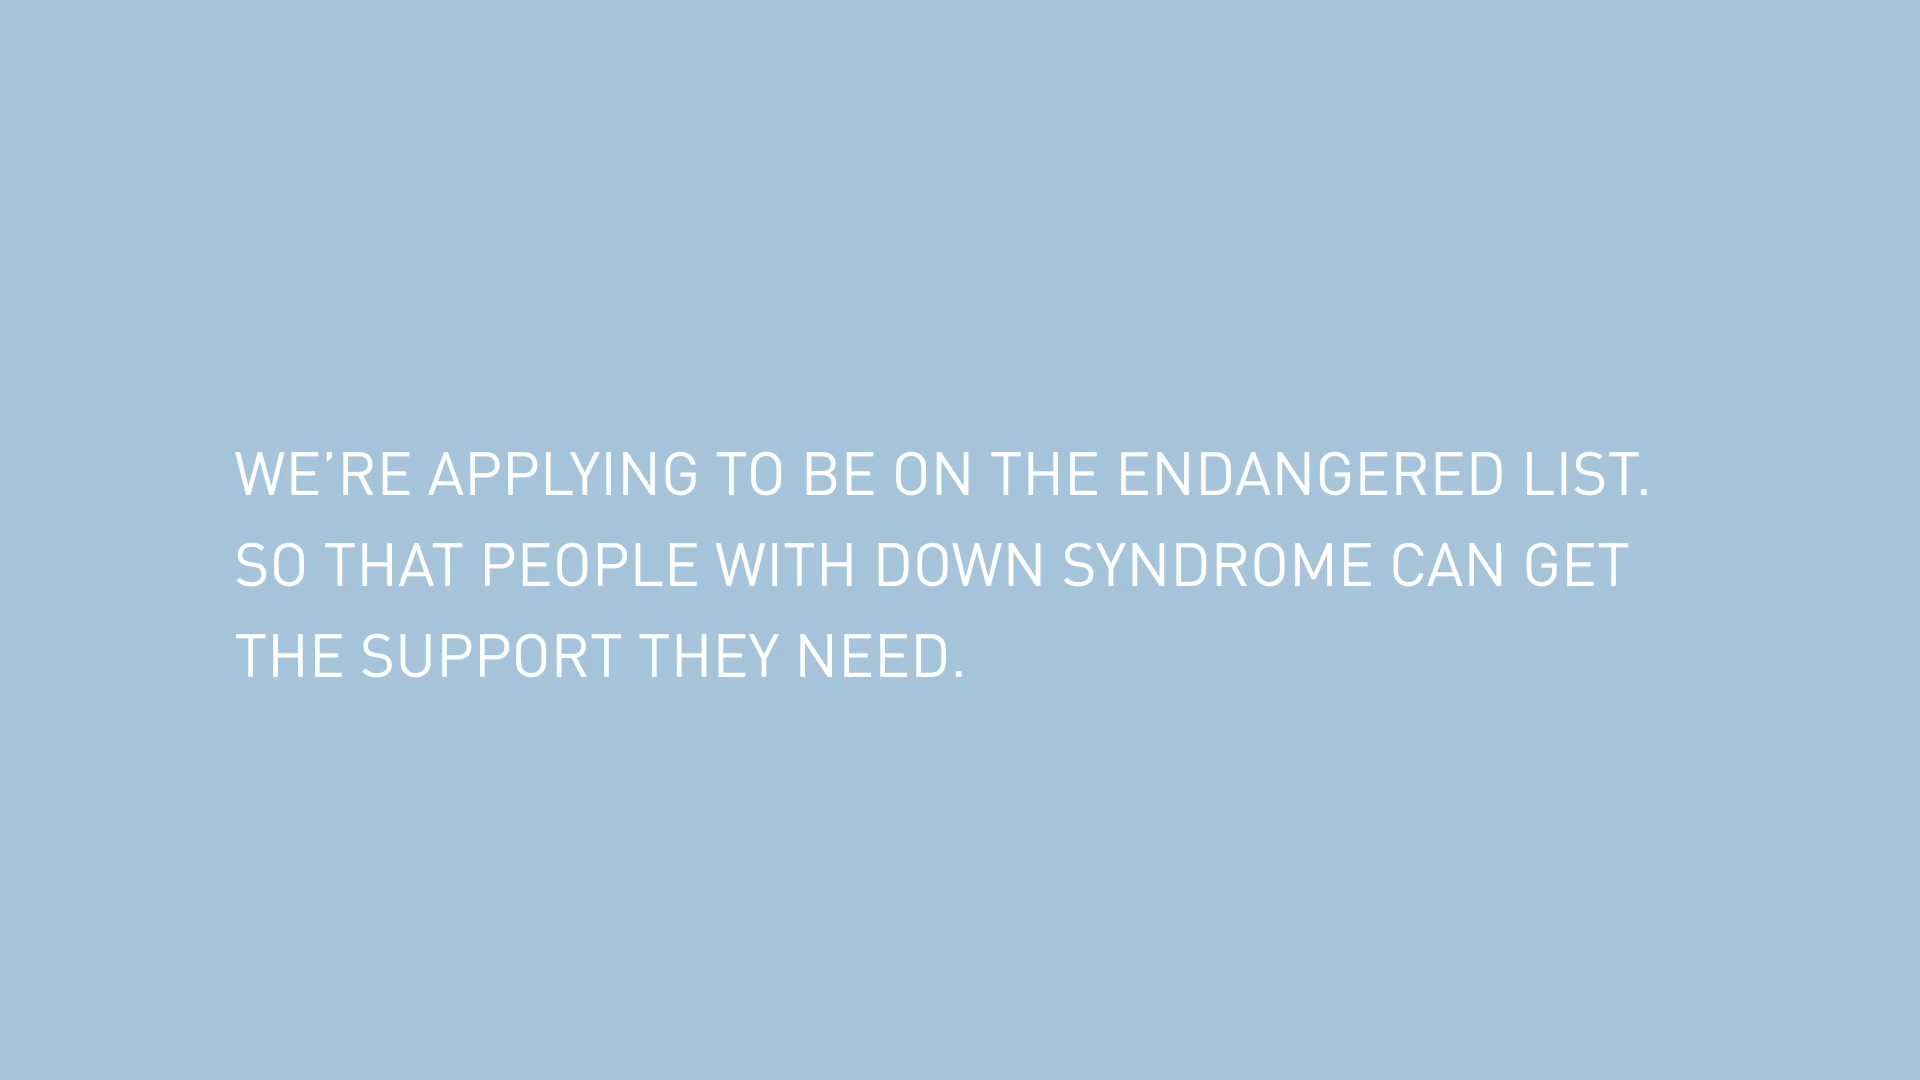 WE’RE APPLYING TO BE ON THE ENDANGERED LIST.
SO THAT PEOPLE WITH DOWN SYNDROME CAN GET
THE SUPPORT THEY NEED.